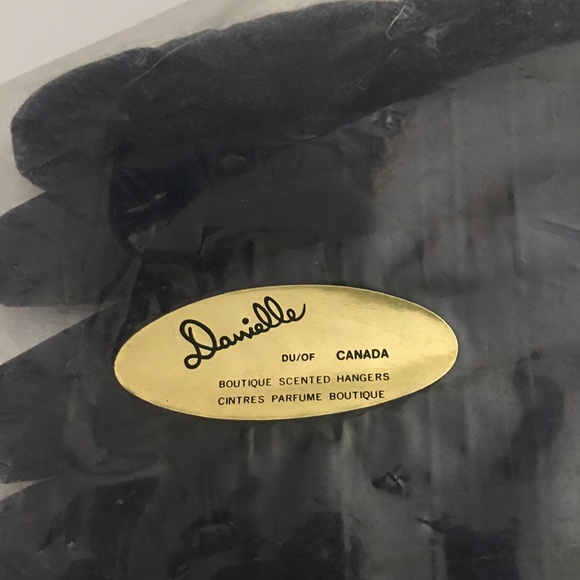 Danielle
DU/OF CANADA
BOUTIQUE SCENTED HANGERS
CINTRES PARFUME BOUTIQUE